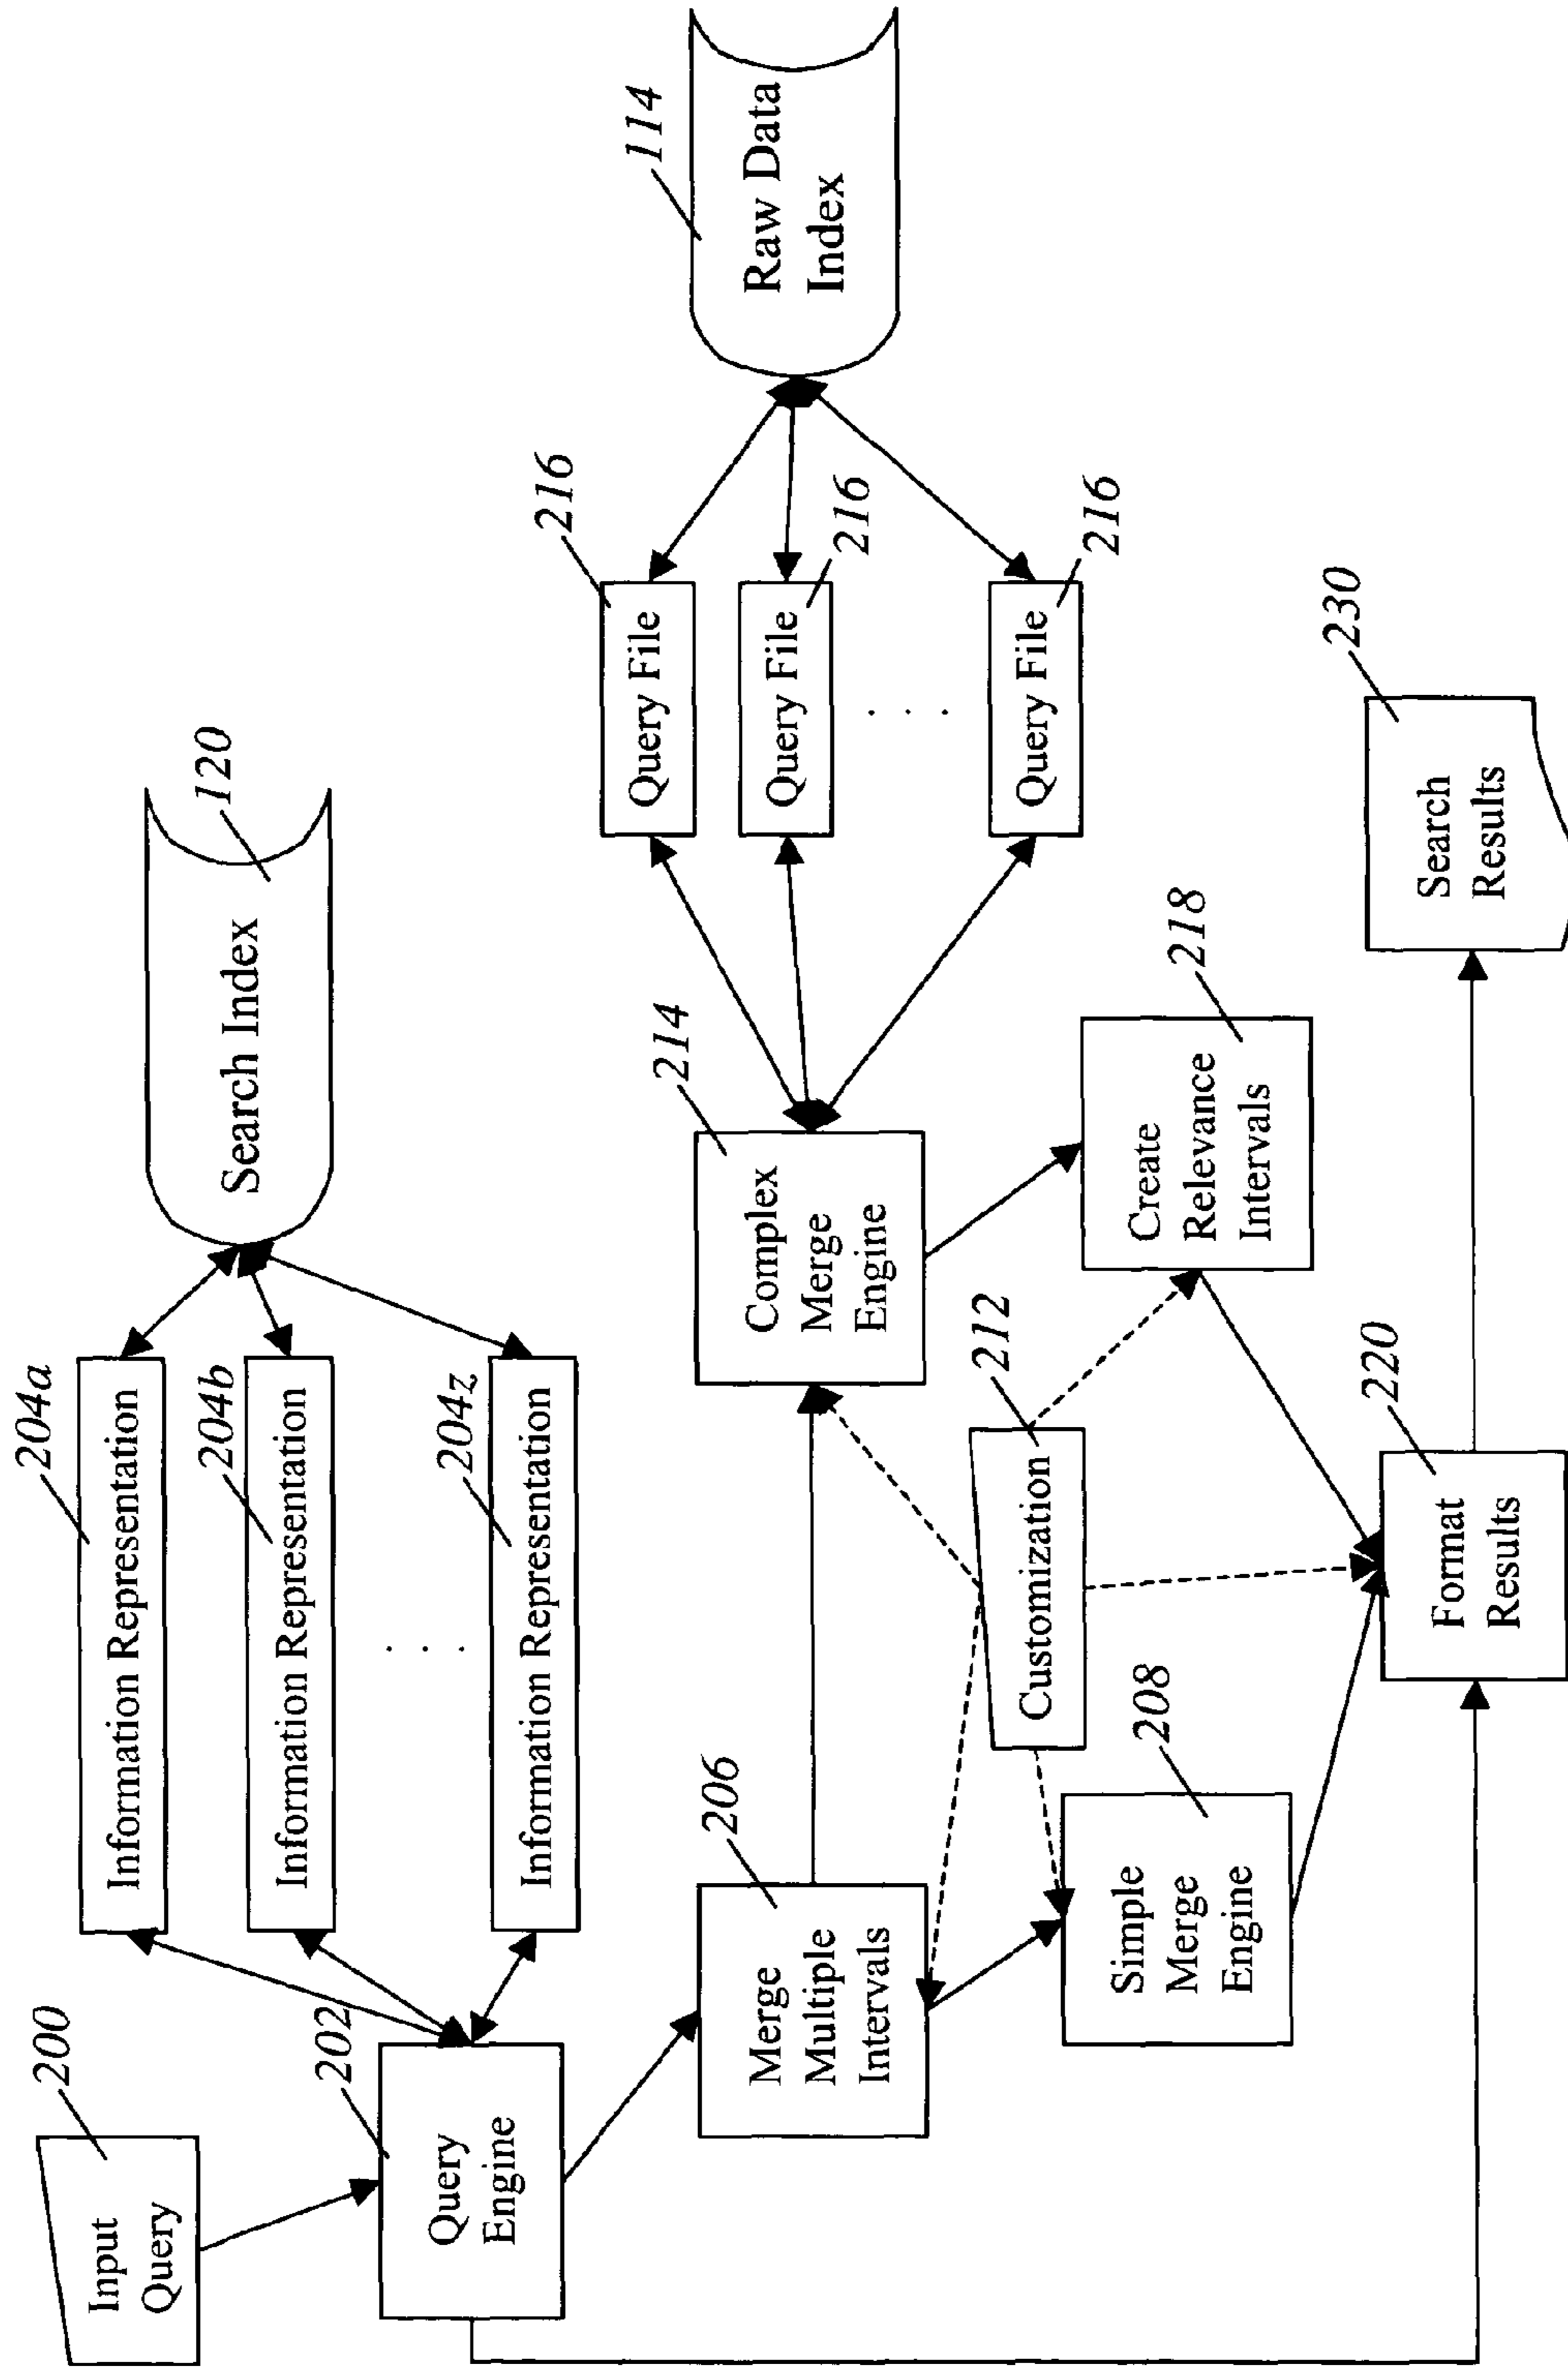 200
Input
Query
202
Query
Engine
204a
Information Representation
204b
Information Representation
. . .
204z
Information Representation
120
Search Index
206
Merge
Multiple
Intervals
208
Simple
Merge
Engine
212
Customization
214
Complex
Merge
Engine
216
Query File
216
Query File
. . .
216
Query File
114
Raw Data
Index
218
Create
Relevance
Intervals
220
Format
Results
230
Search
Results